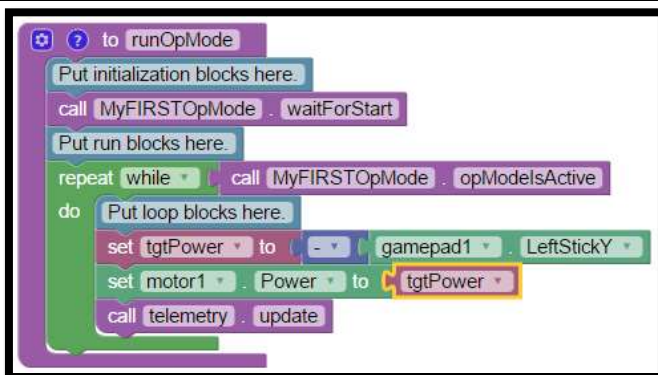 ? to runOpMode
Put initialization blocks here.
call MyFIRSTOpMode . waitForStart
Put run blocks here.
repeat while call MyFIRSTOpMode . opModeIsActive
do Put loop blocks here.
set tgtPower to - gamepad1 . LeftStickY
set motor1 . Power to tgtPower
call telemetry . update